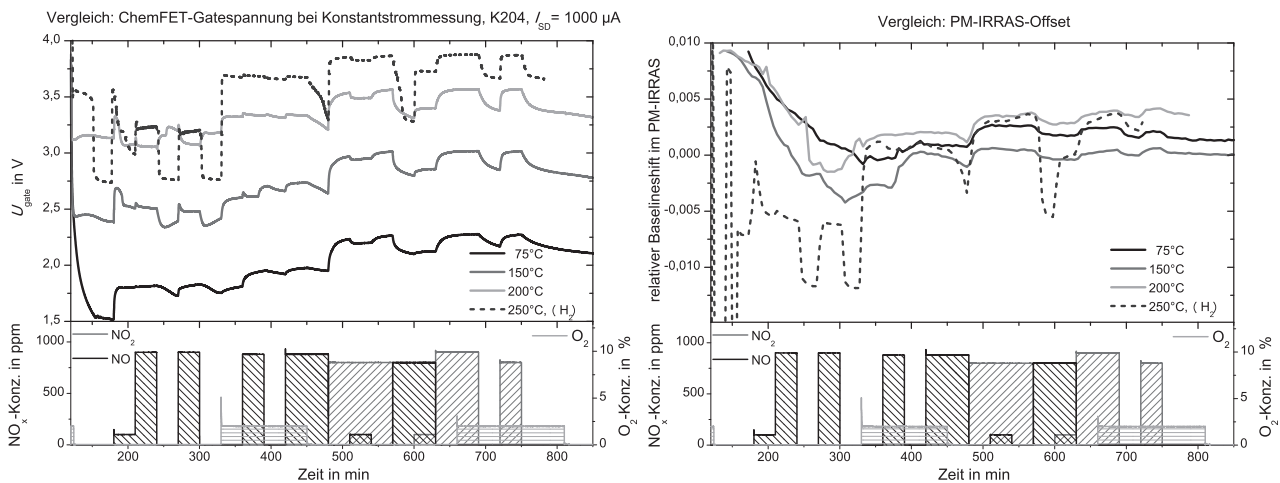 Vergleich: ChemFET-Gatespannung bei Konstantstrommessung, K204, I_SD = 1000 µA
4,0
3,5
3,0
2,5
2,0
1,5
U_gate in V
75°C
150°C
200°C
250°C, (H₂)
1000
500
0
NOₓ-Konz. in ppm
NO₂
NO
O₂
10
5
0
O₂-Konz. in %
200 300 400 500 600 700 800
Zeit in min
Vergleich: PM-IRRAS-Offset
0,010
0,005
0,000
-0,005
-0,010
relativer Baselineshift im PM-IRRAS
75°C
150°C
200°C
250°C, (H₂)
1000
500
0
NOₓ-Konz. in ppm
NO₂
NO
O₂
10
5
0
O₂-Konz. in %
200 300 400 500 600 700 800
Zeit in min